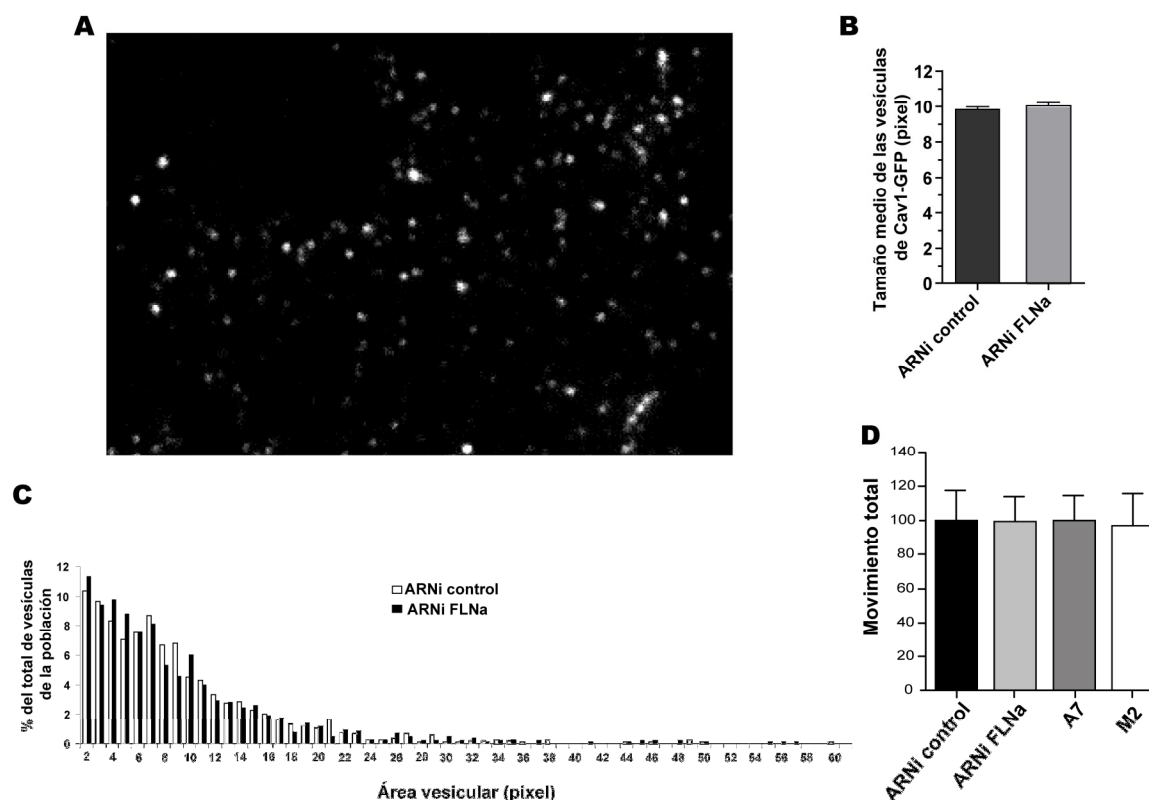 A
B
Tamaño medio de las vesículas
de Cav1-GFP (pixel)
12
10
8
6
4
2
0
ARNi control
ARNi FLNa
C
% del total de vesículas
de la población
12
10
8
6
4
2
0
ARNi control
ARNi FLNa
2 4 6 8 10 12 14 16 18 20 22 24 26 28 30 32 34 36 38 40 42 44 46 48 50 52 54 56 58 60
Área vesicular (pixel)
D
Movimiento total
140
120
100
80
60
40
20
0
ARNi control
ARNi FLNa
A7
M2